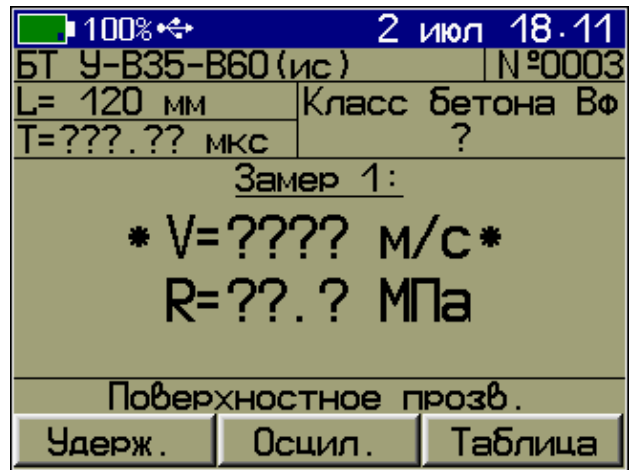 100% 2 июл 18.11
БТ У-В35-В60(ис) Nº0003
L= 120 мм
T=???.?? мкс
Класс бетона Вф
?
Замер 1:
* V=???? м/с*
R=??.? МПа
Поверхностное прозв.
Удерж. Осцил. Таблица